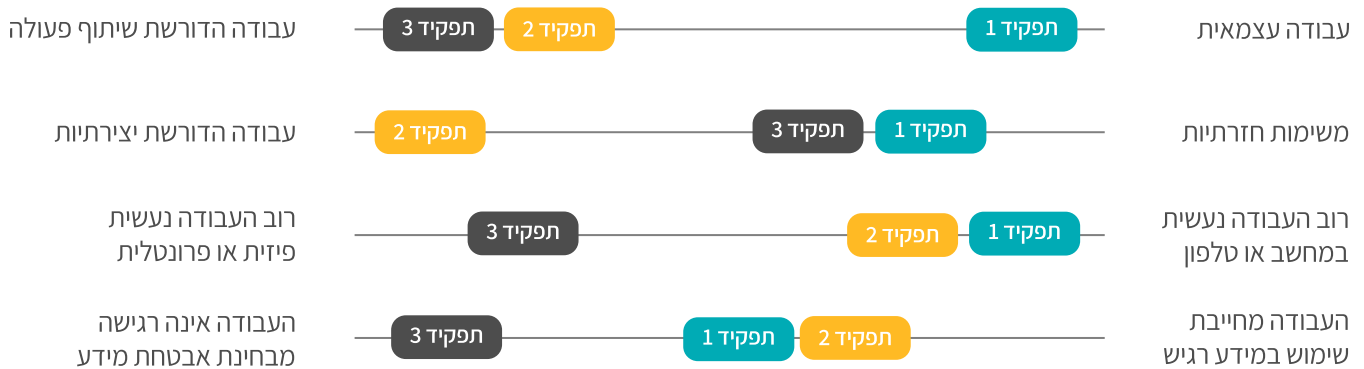 עבודה עצמאית
תפקיד 1
תפקיד 2
תפקיד 3
עבודה הדורשת שיתוף פעולה
משימות חזרתיות
תפקיד 1
תפקיד 3
תפקיד 2
עבודה הדורשת יצירתיות
רוב העבודה נעשית
במחשב או טלפון
תפקיד 1
תפקיד 2
תפקיד 3
רוב העבודה נעשית
פיזית או פרונטלית
העבודה מחייבת
שימוש במידע רגיש
תפקיד 2
תפקיד 1
תפקיד 3
העבודה אינה רגישה
מבחינת אבטחת מידע